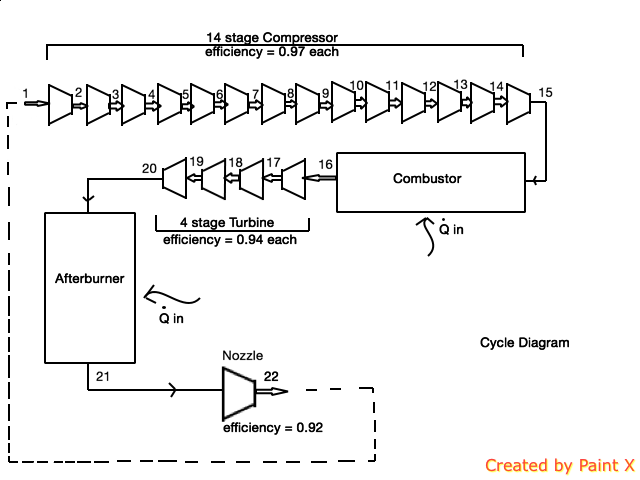 14 stage Compressor
efficiency = 0.97 each
1 2 3 4 5 6 7 8 9 10 11 12 13 14 15
20 19 18 17 16
Combustor
4 stage Turbine
efficiency = 0.94 each
Q̇ in
Afterburner
Q̇ in
Cycle Diagram
Nozzle
21 22
efficiency = 0.92
Created by Paint X